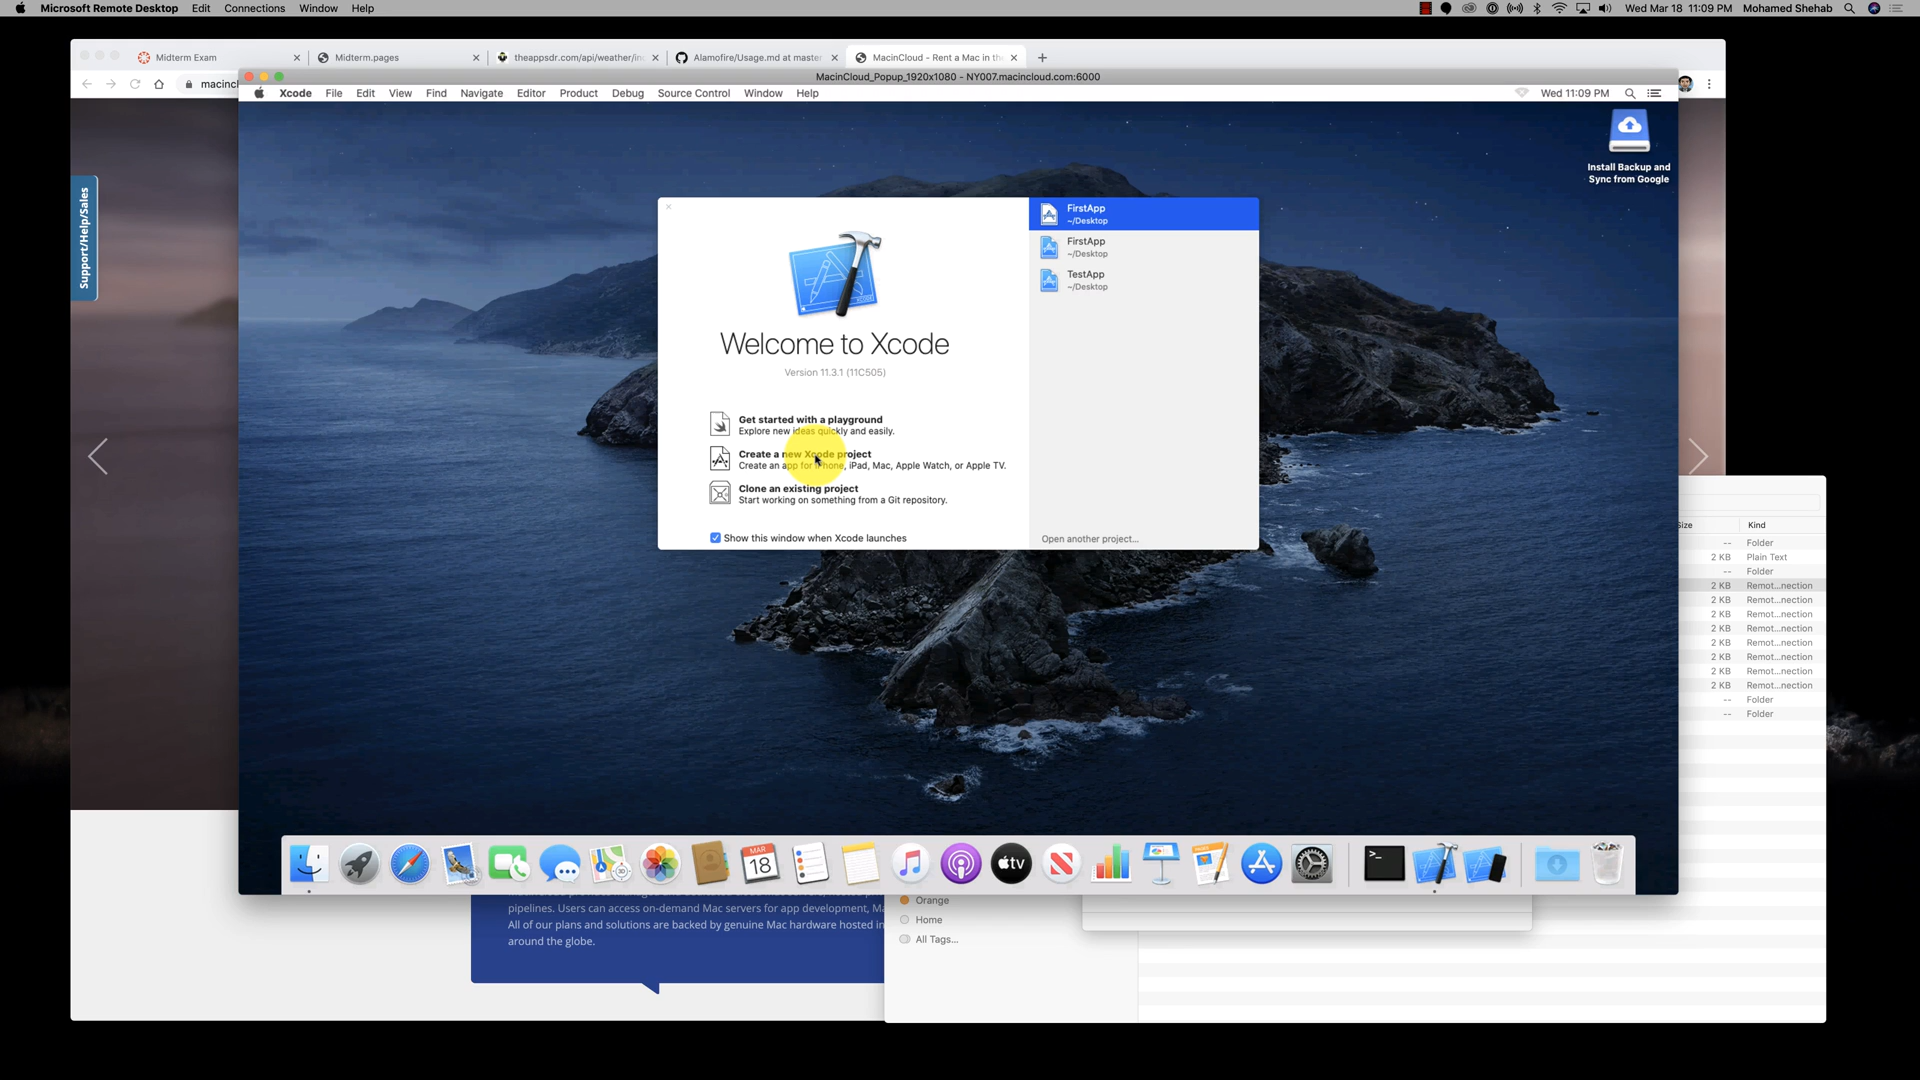 Microsoft Remote Desktop Edit Connections Window Help
Wed Mar 18 11:09 PM Mohamed Shehab
Midterm Exam
Midterm.pages
theappsdr.com/api/weather/in
Alamofire/Usage.md at master
MacinCloud - Rent a Mac in the
macincl
MacinCloud_Popup_1920x1080 - NY007.macincloud.com:6000
Xcode File Edit View Find Navigate Editor Product Debug Source Control Window Help
Wed 11:09 PM
Install Backup and
Sync from Google
Support/Help/Sales
Welcome to Xcode
Version 11.3.1 (11C505)
Get started with a playground
Explore new ideas quickly and easily.
Create a new Xcode project
Create an app for iPhone, iPad, Mac, Apple Watch, or Apple TV.
Clone an existing project
Start working on something from a Git repository.
Show this window when Xcode launches
FirstApp
~/Desktop
FirstApp
~/Desktop
TestApp
~/Desktop
Open another project...
Size Kind
-- Folder
2 KB Plain Text
-- Folder
2 KB Remot...nection
2 KB Remot...nection
2 KB Remot...nection
2 KB Remot...nection
2 KB Remot...nection
2 KB Remot...nection
2 KB Remot...nection
2 KB Remot...nection
-- Folder
-- Folder
MAR
18
tv
pipelines. Users can access on-demand Mac servers for app development, Ma
All of our plans and solutions are backed by genuine Mac hardware hosted in
around the globe.
Orange
Home
All Tags...